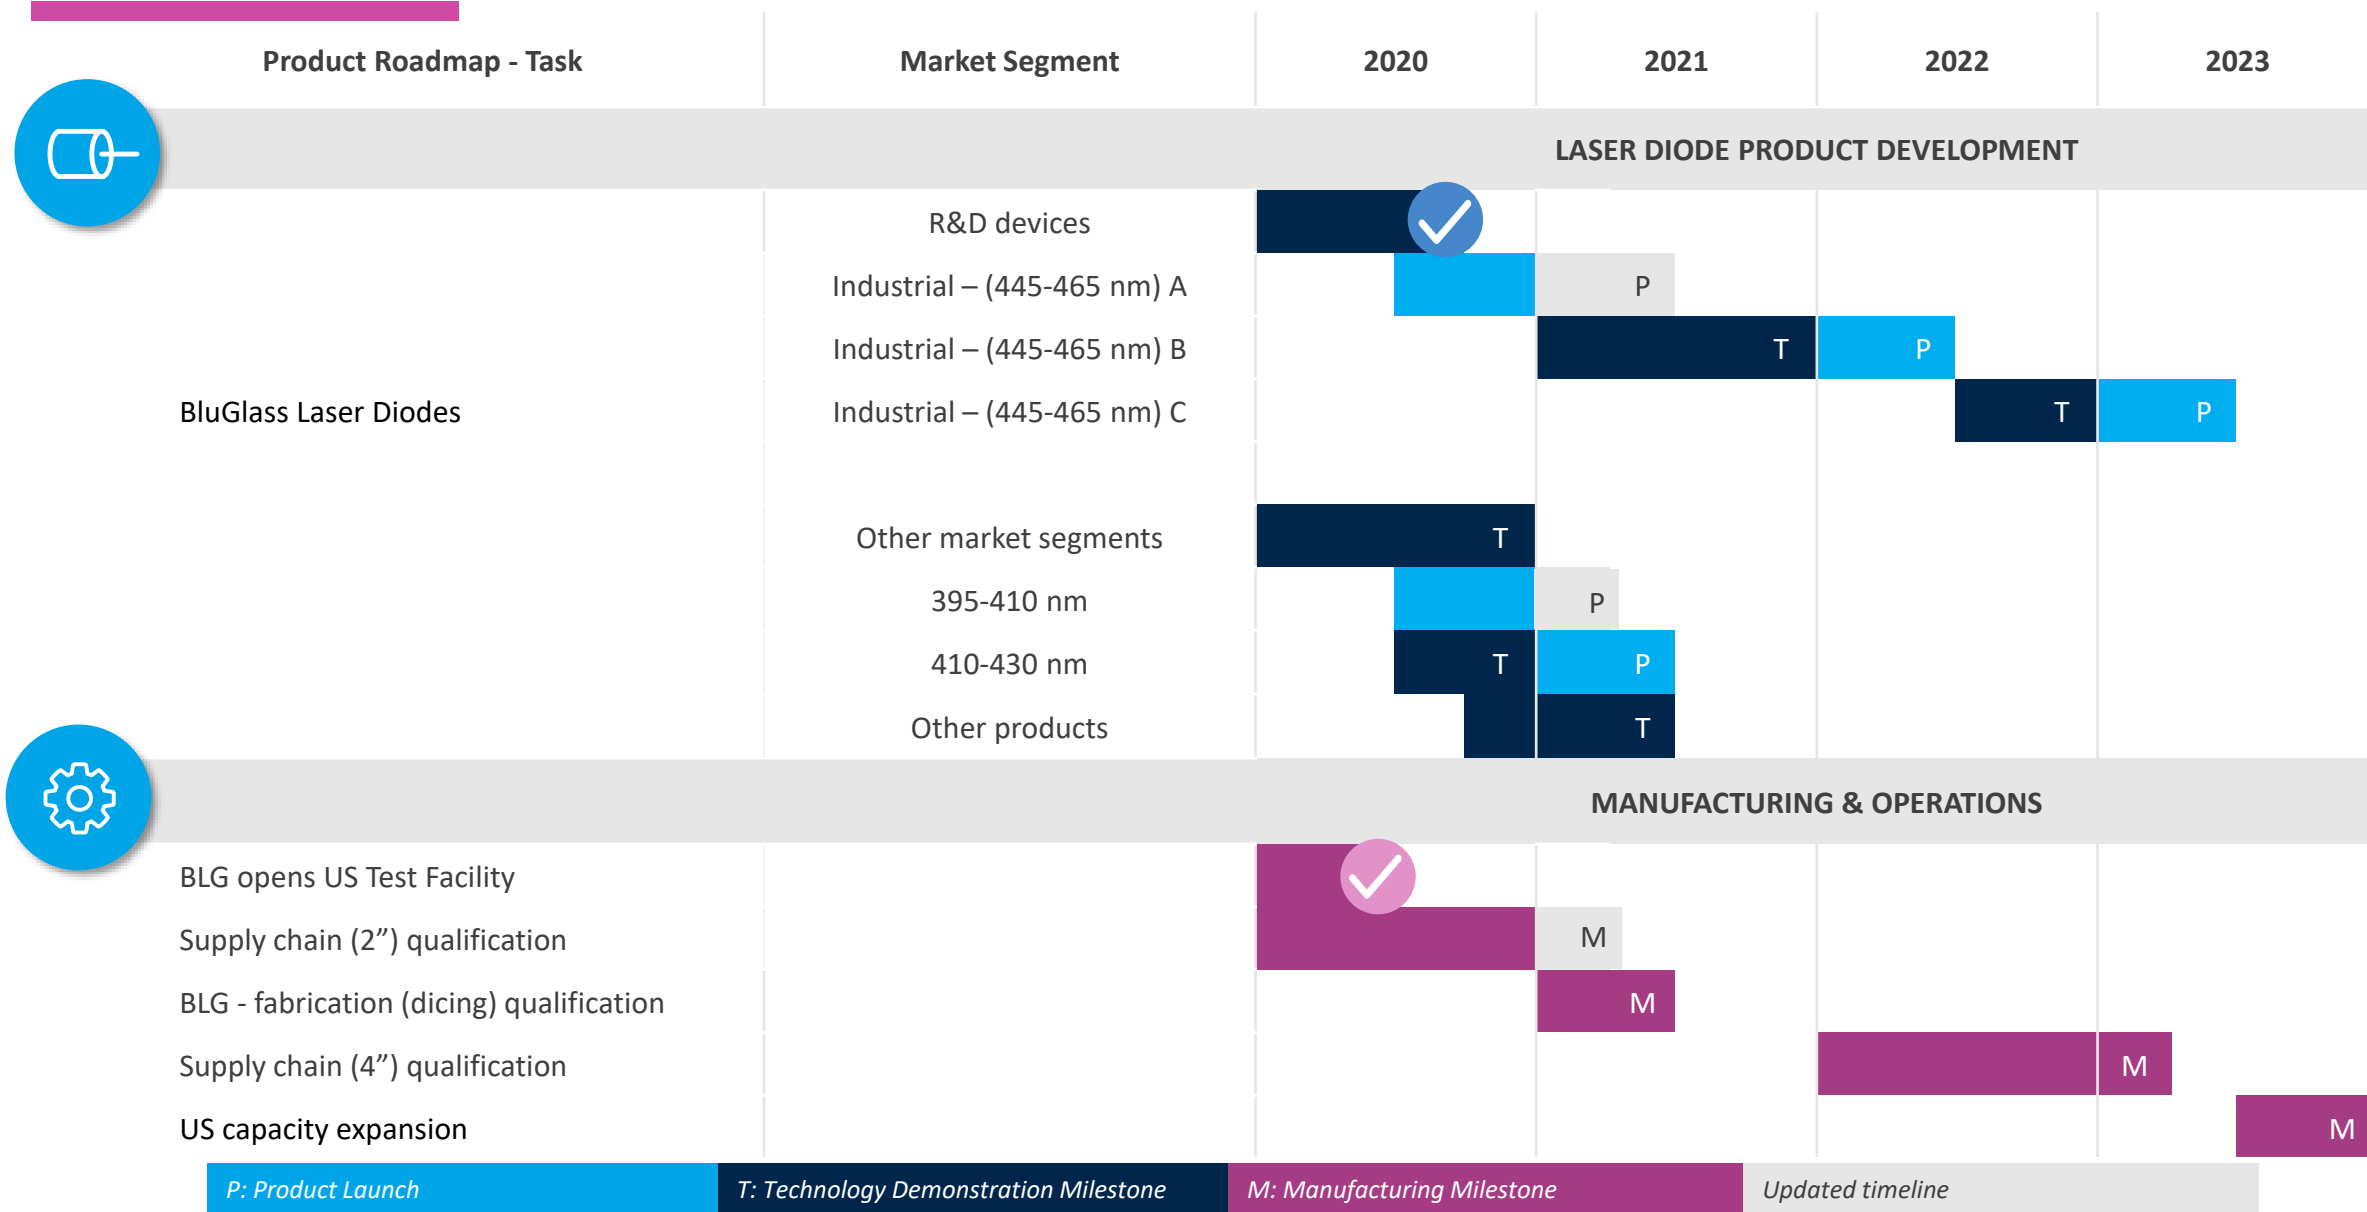 Product Roadmap - Task Market Segment 2020 2021 2022 2023
LASER DIODE PRODUCT DEVELOPMENT
R&D devices
Industrial – (445-465 nm) A P
Industrial – (445-465 nm) B T P
BluGlass Laser Diodes Industrial – (445-465 nm) C T P
Other market segments T
395-410 nm P
410-430 nm T P
Other products T
MANUFACTURING & OPERATIONS
BLG opens US Test Facility
Supply chain (2”) qualification M
BLG - fabrication (dicing) qualification M
Supply chain (4”) qualification M
US capacity expansion M
P: Product Launch T: Technology Demonstration Milestone M: Manufacturing Milestone Updated timeline